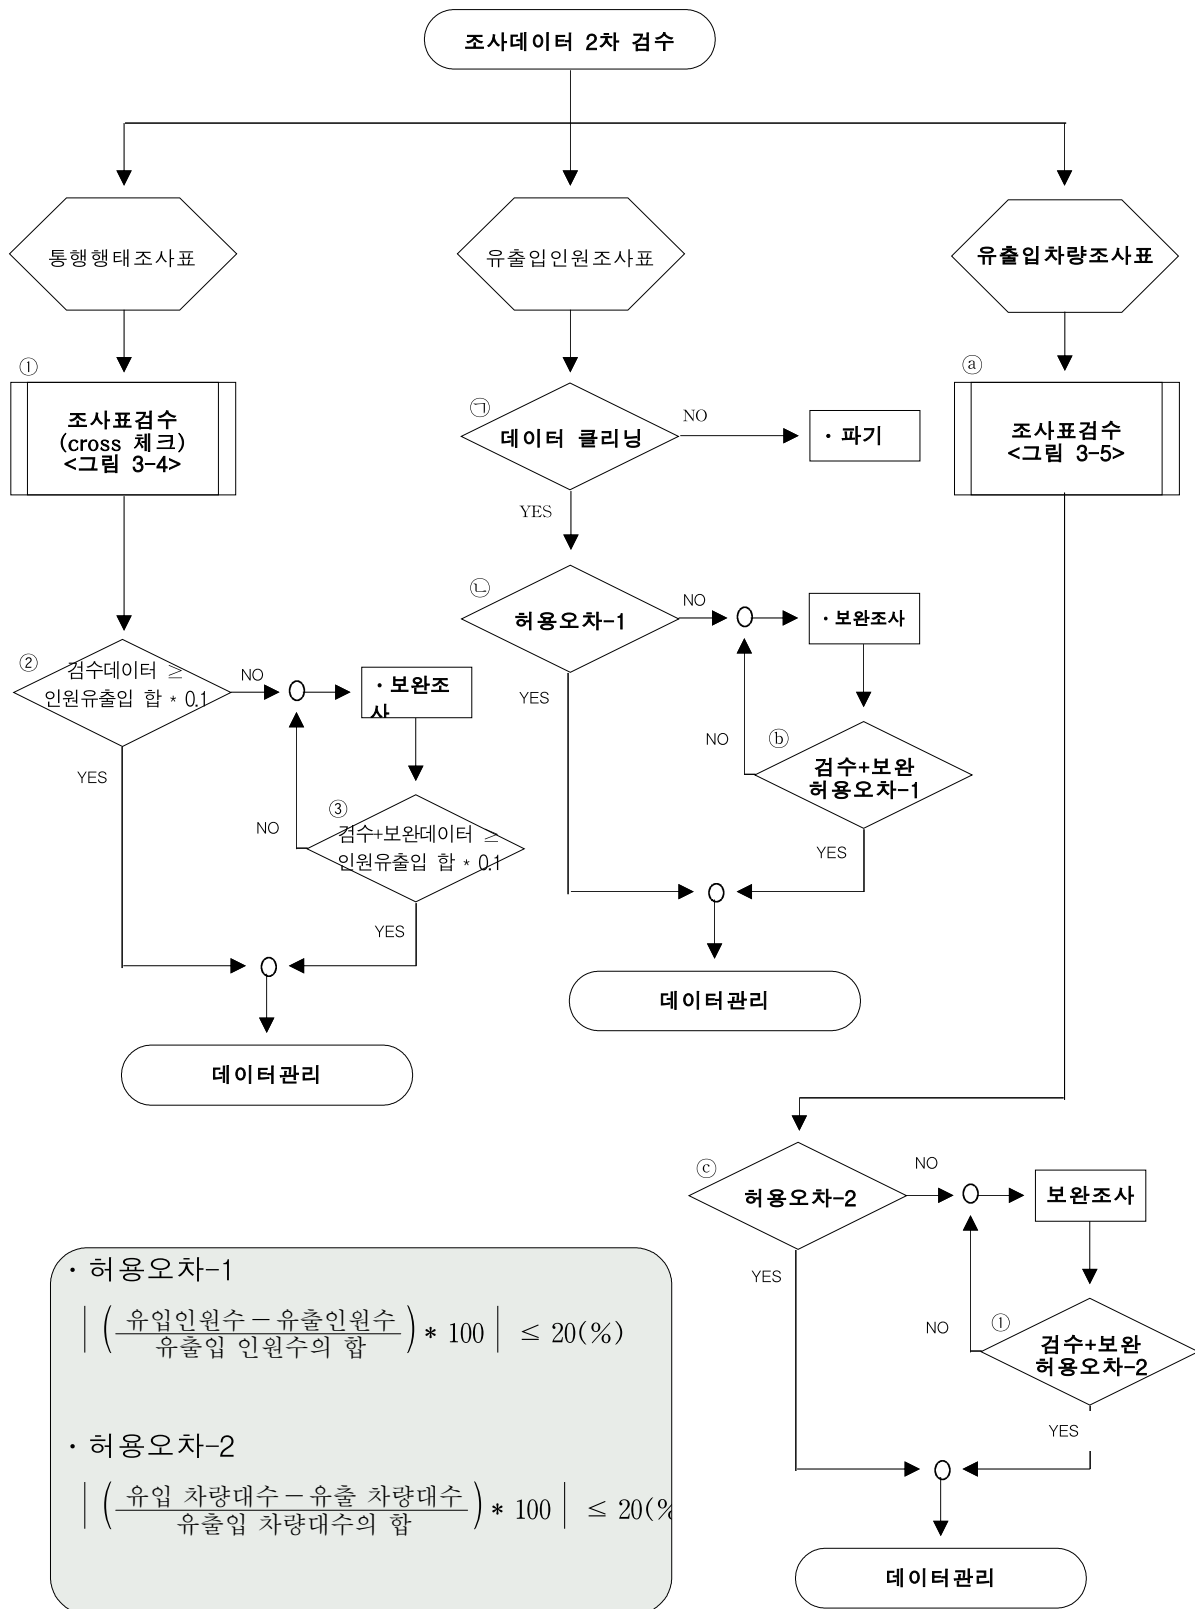 조사데이터 2차 검수
통행행태조사표
유출입인원조사표
유출입차량조사표
①
조사표검수
(cross 체크)
<그림 3-4>
㉠
데이터 클리닝
NO
· 파기
YES
ⓐ
조사표검수
<그림 3-5>
㉡
허용오차-1
NO
· 보완조사
YES
②
검수데이터 ≥
인원유출입 합 * 0.1
NO
· 보완조
사
YES
ⓑ
검수+보완
허용오차-1
NO
YES
③
검수+보완데이터 ≥
인원유출입 합 * 0.1
NO
YES
데이터관리
데이터관리
ⓒ
허용오차-2
NO
보완조사
YES
①
검수+보완
허용오차-2
NO
YES
데이터관리
· 허용오차-1
| ( 유입인원수 − 유출인원수
유출입 인원수의 합 ) * 100 | ≤ 20(%)
· 허용오차-2
| ( 유입 차량대수 − 유출 차량대수
유출입 차량대수의 합 ) * 100 | ≤ 20(%